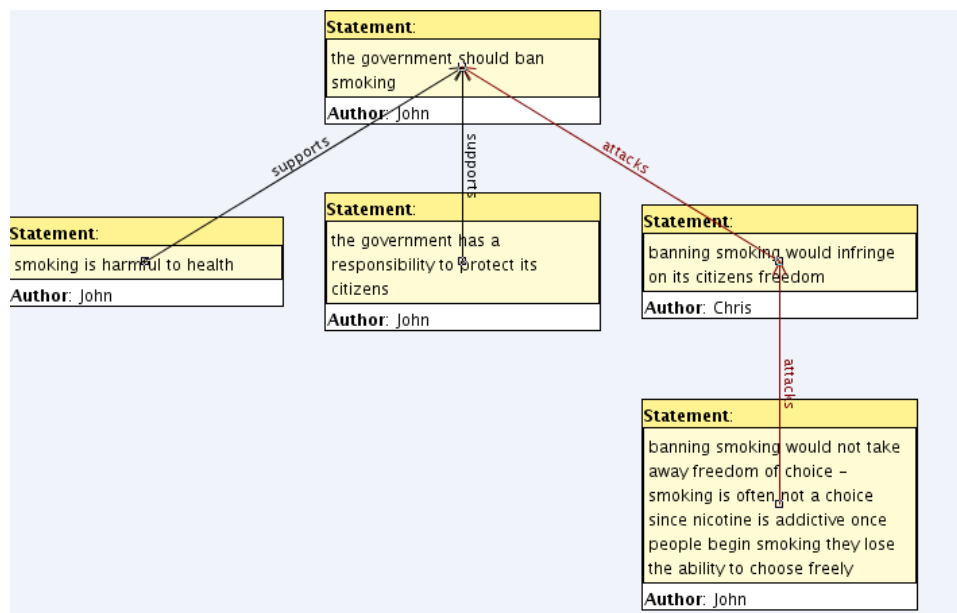 Statement:
the government should ban
smoking
Author: John
supports
supports
attacks
Statement:
smoking is harmful to health
Author: John
Statement:
the government has a
responsibility to protect its
citizens
Author: John
Statement:
banning smoking would infringe
on its citizens freedom
Author: Chris
attacks
Statement:
banning smoking would not take
away freedom of choice –
smoking is often not a choice
since nicotine is addictive once
people begin smoking they lose
the ability to choose freely
Author: John